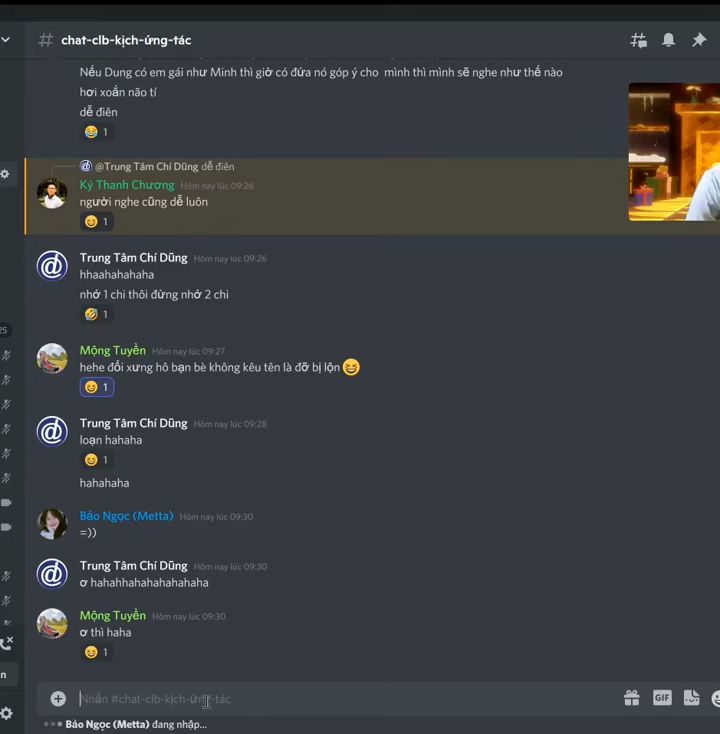 # chat-clb-kịch-ứng-tác
Nếu Dung có em gái như Minh thì giờ có đứa nó góp ý cho mình thì mình sẽ nghe như thế nào
hơi xoắn não tí
dễ điên
1
@Trung Tâm Chí Dũng dễ điên
Ký Thanh Chương Hôm nay lúc 09:26
người nghe cũng dễ luôn
1
Trung Tâm Chí Dũng Hôm nay lúc 09:26
hhaahahahaha
nhớ 1 chi thôi đừng nhớ 2 chi
1
25
Mộng Tuyền Hôm nay lúc 09:27
hehe đổi xưng hô bạn bè không kêu tên là đỡ bị lộn
1
Trung Tâm Chí Dũng Hôm nay lúc 09:28
loạn hahaha
1
hahahaha
Bảo Ngọc (Metta) Hôm nay lúc 09:30
=))
Trung Tâm Chí Dũng Hôm nay lúc 09:30
ơ hahahhahahahahahaha
Mộng Tuyền Hôm nay lúc 09:30
ơ thì haha
1
Nhắn #chat-clb-kịch-ứng-tác
GIF
Bảo Ngọc (Metta) đang nhập...